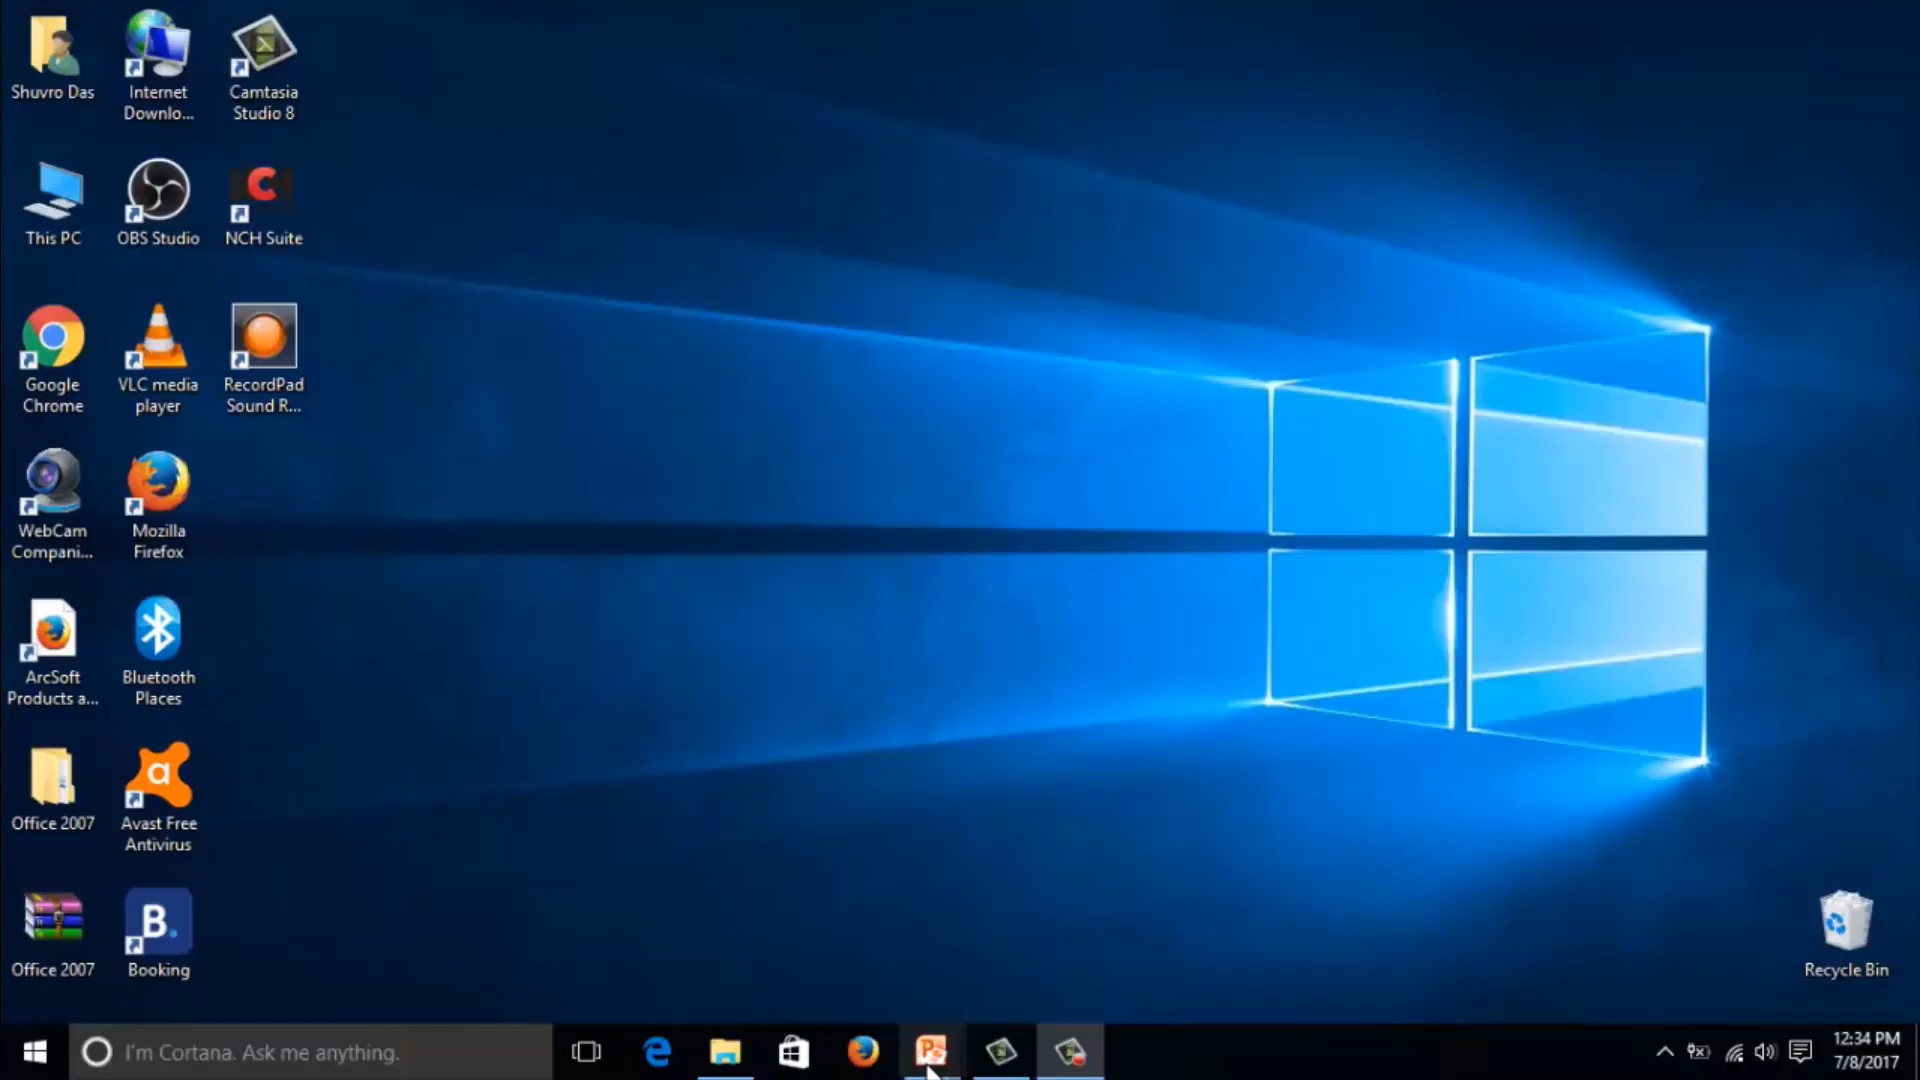 Shuvro Das
Internet
Downlo...
Camtasia
Studio 8
This PC
OBS Studio
C
NCH Suite
Google
Chrome
VLC media
player
RecordPad
Sound R...
WebCam
Compani...
Mozilla
Firefox
ArcSoft
Products a...
Bluetooth
Places
Office 2007
a
Avast Free
Antivirus
Office 2007
B.
Booking
Recycle Bin
I'm Cortana. Ask me anything.
P
12:34 PM
7/8/2017